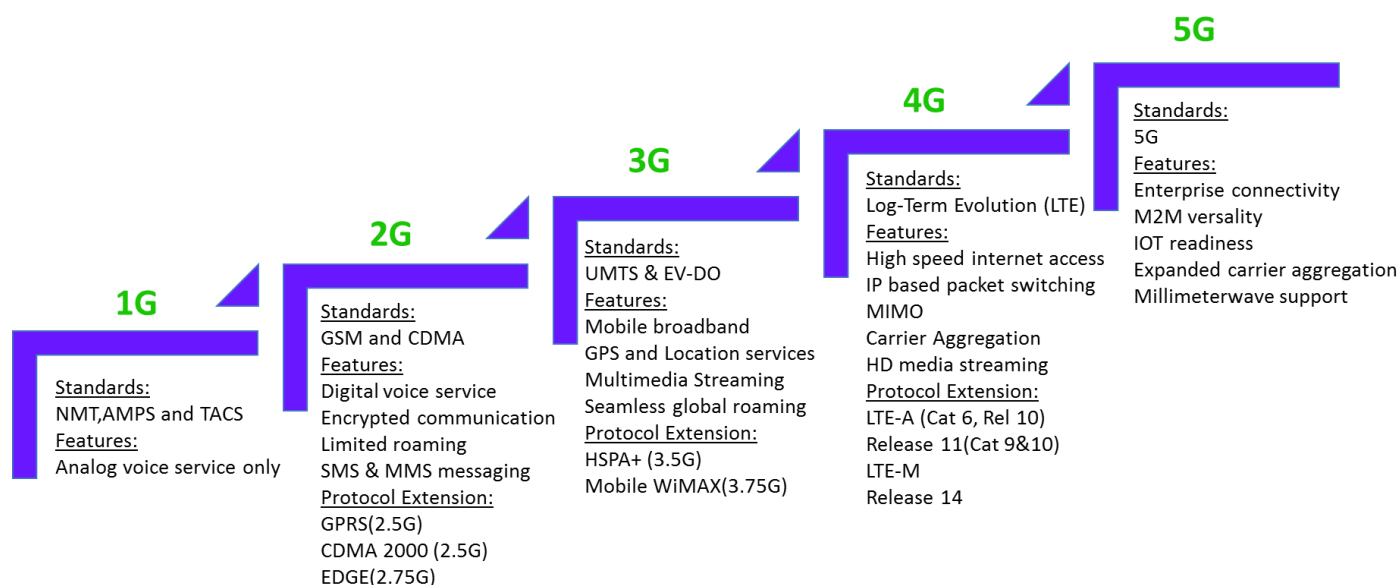 1G
Standards:
NMT,AMPS and TACS
Features:
Analog voice service only
2G
Standards:
GSM and CDMA
Features:
Digital voice service
Encrypted communication
Limited roaming
SMS & MMS messaging
Protocol Extension:
GPRS(2.5G)
CDMA 2000 (2.5G)
EDGE(2.75G)
3G
Standards:
UMTS & EV-DO
Features:
Mobile broadband
GPS and Location services
Multimedia Streaming
Seamless global roaming
Protocol Extension:
HSPA+ (3.5G)
Mobile WiMAX(3.75G)
4G
Standards:
Log-Term Evolution (LTE)
Features:
High speed internet access
IP based packet switching
MIMO
Carrier Aggregation
HD media streaming
Protocol Extension:
LTE-A (Cat 6, Rel 10)
Release 11(Cat 9&10)
LTE-M
Release 14
5G
Standards:
5G
Features:
Enterprise connectivity
M2M versality
IOT readiness
Expanded carrier aggregation
Millimeterwave support